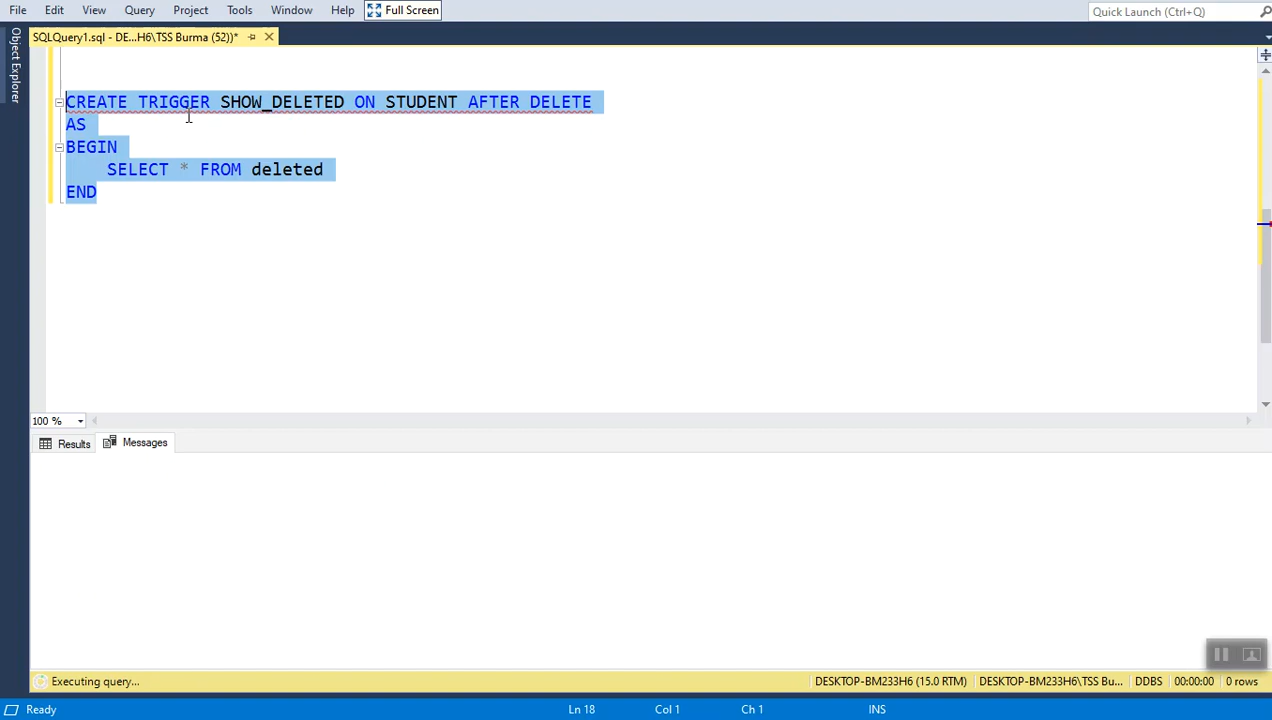 File Edit View Query Project Tools Window Help Full Screen Quick Launch (Ctrl+Q)
SQLQuery1.sql - DE...H6\TSS Burma (52))*
Object Explorer
CREATE TRIGGER SHOW_DELETED ON STUDENT AFTER DELETE
AS
BEGIN
SELECT * FROM deleted
END
100 %
Results Messages
Executing query... DESKTOP-BM233H6 (15.0 RTM) DESKTOP-BM233H6\TSS Bu... DDBS 00:00:00 0 rows
Ready Ln 18 Col 1 Ch 1 INS